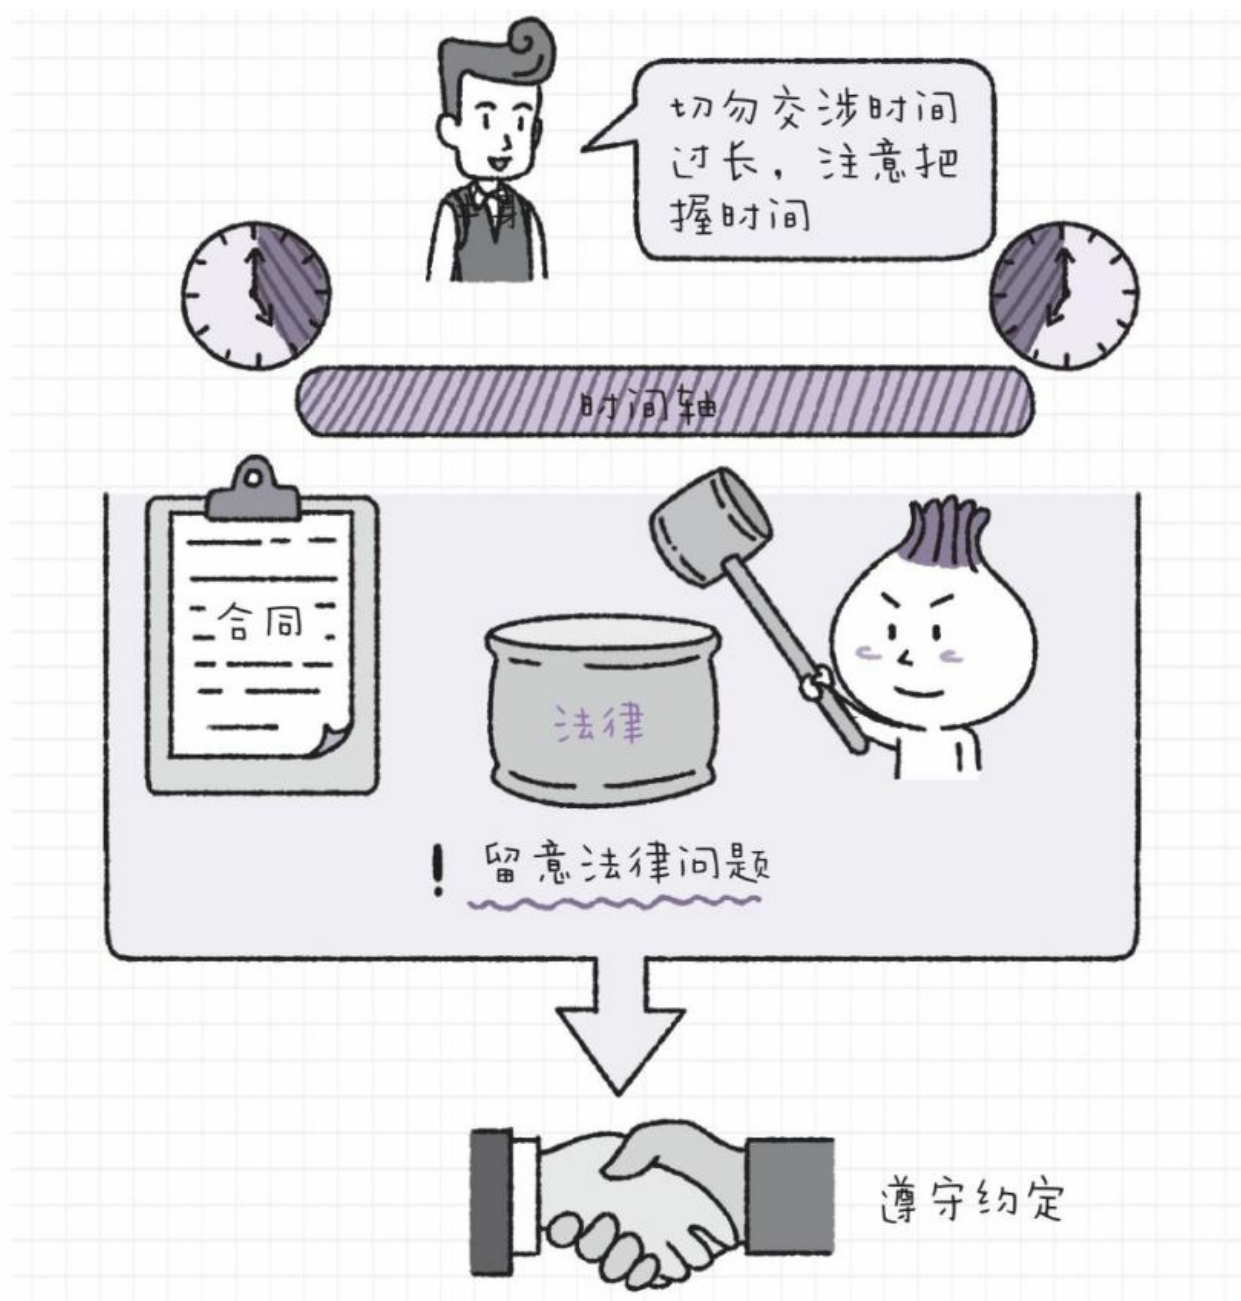 切勿交涉时间
过长，注意把
握时间
时间轴
合同
法律
! 留意法律问题
遵守约定